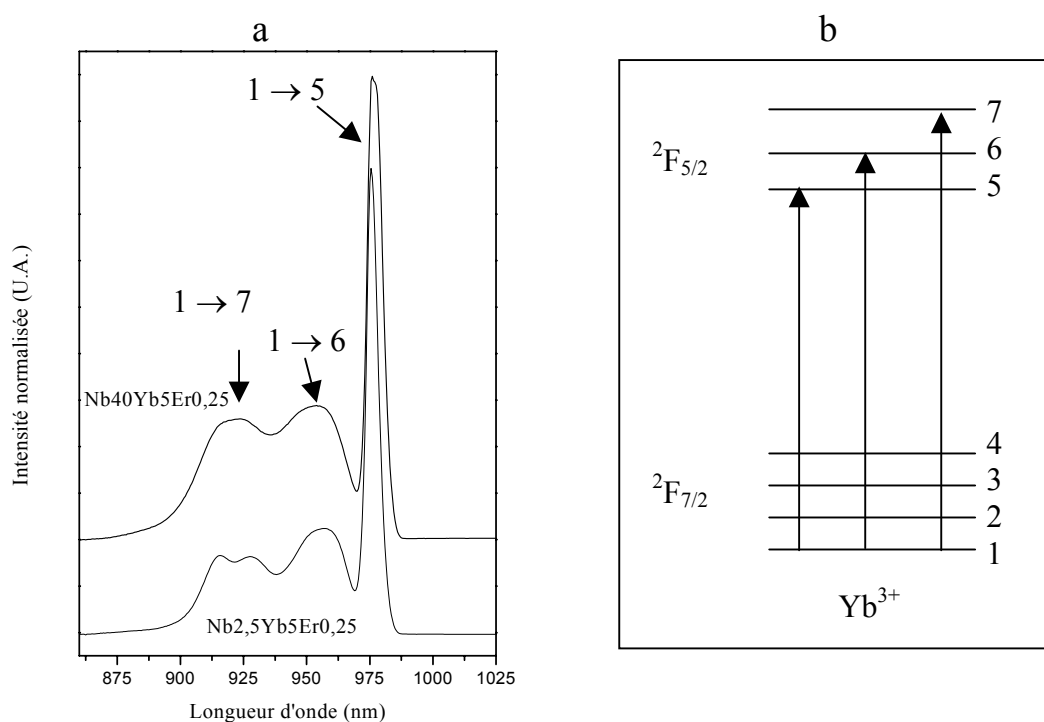 a
1 → 5
1 → 7
1 → 6
Nb40Yb5Er0,25
Nb2,5Yb5Er0,25
Intensité normalisée (U.A.)
875 900 925 950 975 1000 1025
Longueur d'onde (nm)
b
7
²F5/2
6
5
4
²F7/2
3
2
1
Yb³⁺